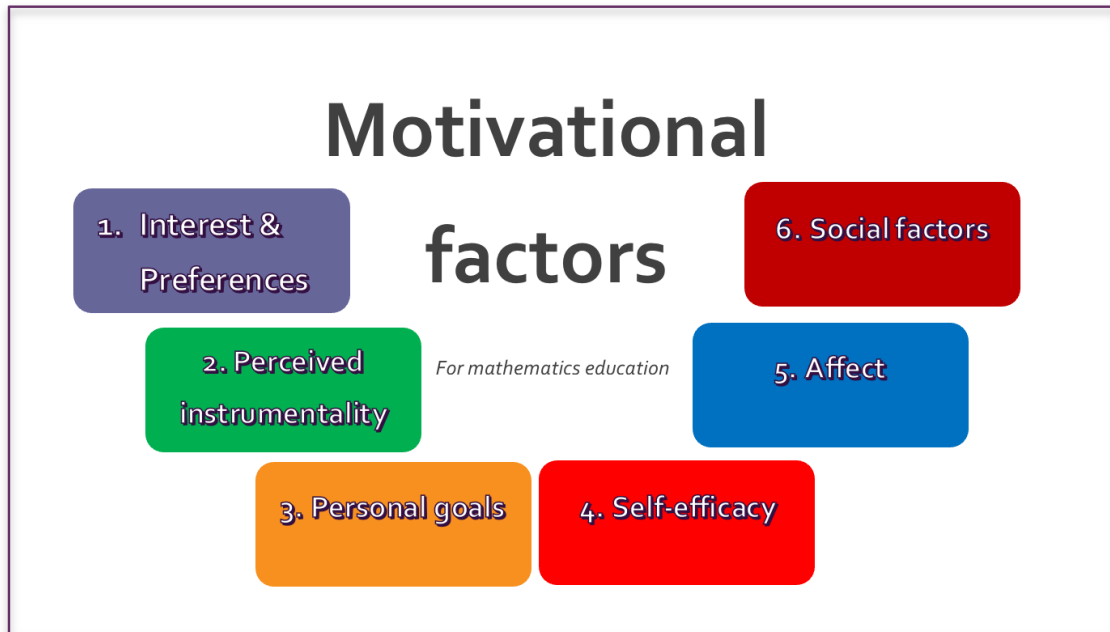 Motivational
factors
For mathematics education
1. Interest &
Preferences
2. Perceived
instrumentality
3. Personal goals
4. Self-efficacy
5. Affect
6. Social factors